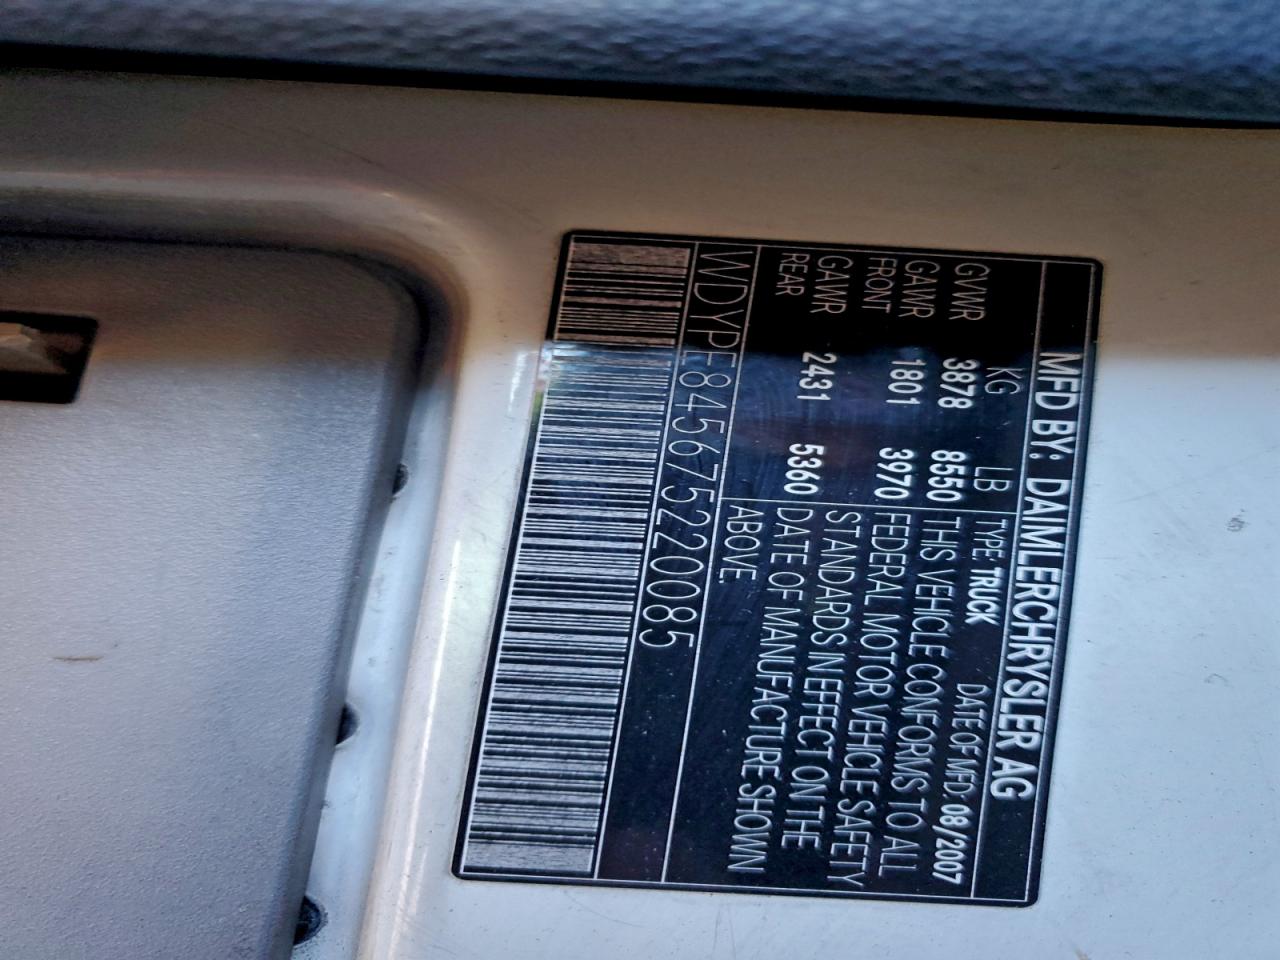 MFD BY: DAIMLERCHRYSLER AG
KG LB TYPE: TRUCK DATE OF MFD: 08/2007
GVWR 3878 8550 THIS VEHICLE CONFORMS TO ALL
GAWR FRONT 1801 3970 FEDERAL MOTOR VEHICLE SAFETY
STANDARDS IN EFFECT ON THE
GAWR REAR 2431 5360 DATE OF MANUFACTURE SHOWN
ABOVE.
WDYPE845675220085